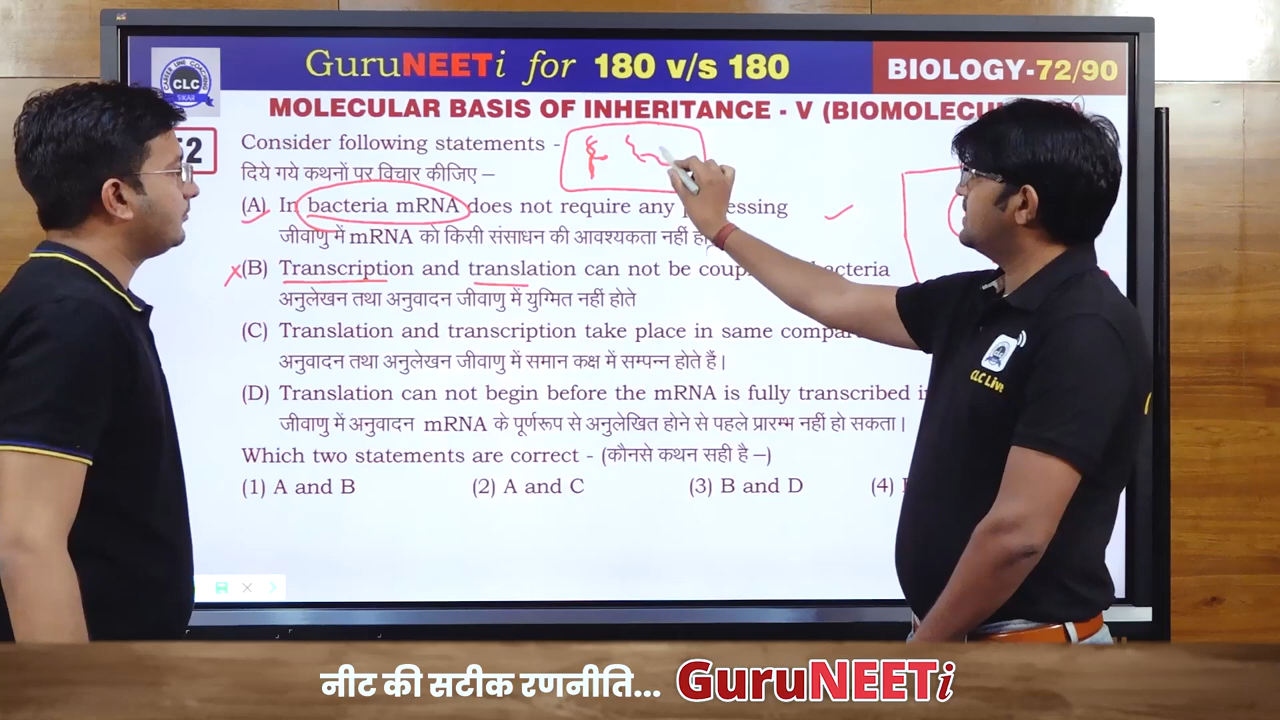 GuruNEETi for 180 v/s 180
BIOLOGY-72/90
CLC
SIKAR
MOLECULAR BASIS OF INHERITANCE - V
Consider following statements -
दिये गये कथनों पर विचार कीजिए –
(A) In bacteria mRNA does not require any
जीवाणु में mRNA को किसी संसाधन की आवश्यकता नहीं
(B) Transcription and translation can not be bacteria
अनुलेखन तथा अनुवादन जीवाणु में युग्मित नहीं होते
(C) Translation and transcription take place in same
अनुवादन तथा अनुलेखन जीवाणु में समान कक्ष में सम्पन्न होते हैं।
(D) Translation can not begin before the mRNA is fully transcribed
जीवाणु में अनुवादन mRNA के पूर्णरूप से अनुलेखित होने से पहले प्रारम्भ नहीं हो सकता।
Which two statements are correct - (कौनसे कथन सही है –)
(1) A and B (2) A and C (3) B and D (4)
CLC Live
नीट की सटीक रणनीति... GuruNEETi